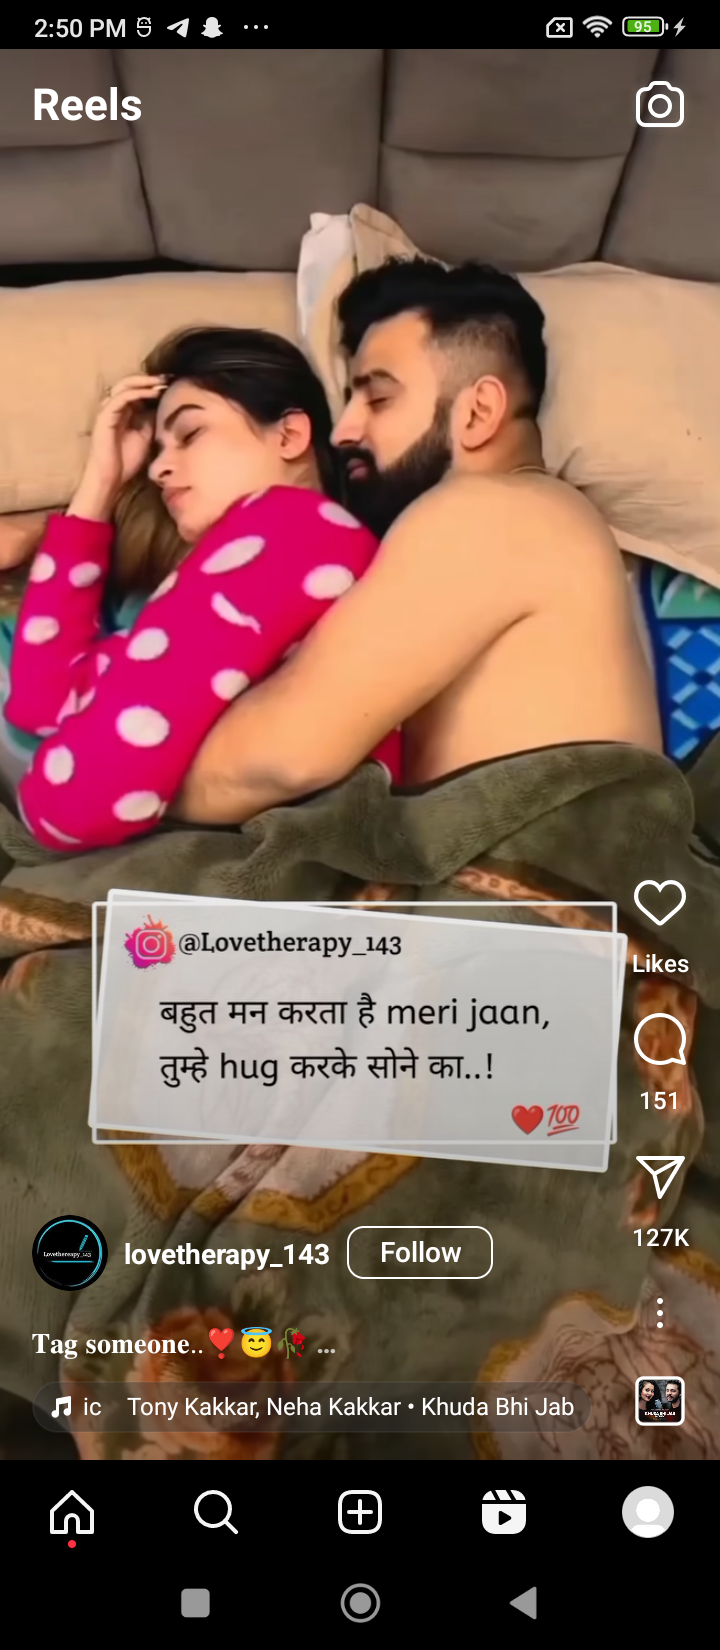 2:50 PM
95
Reels
@Lovetherapy_143
बहुत मन करता है meri jaan,
तुम्हे hug करके सोने का..!
❤️💯
Likes
151
127K
lovetherapy_143 Follow
Tag someone..❣️😇🥀 ...
ic Tony Kakkar, Neha Kakkar • Khuda Bhi Jab